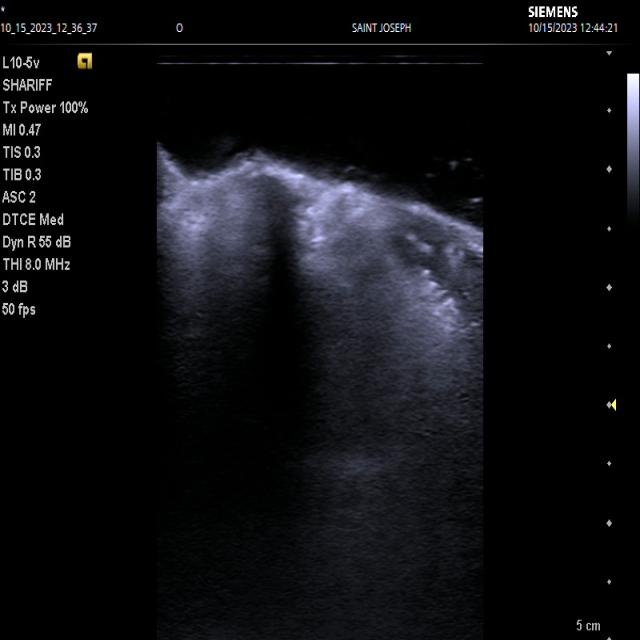 *
SIEMENS
10_15_2023_12_36_37 O SAINT JOSEPH 10/15/2023 12:44:21
L10-5v
SHARIFF
Tx Power 100%
MI 0.47
TIS 0.3
TIB 0.3
ASC 2
DTCE Med
Dyn R 55 dB
THI 8.0 MHz
3 dB
50 fps
5 cm